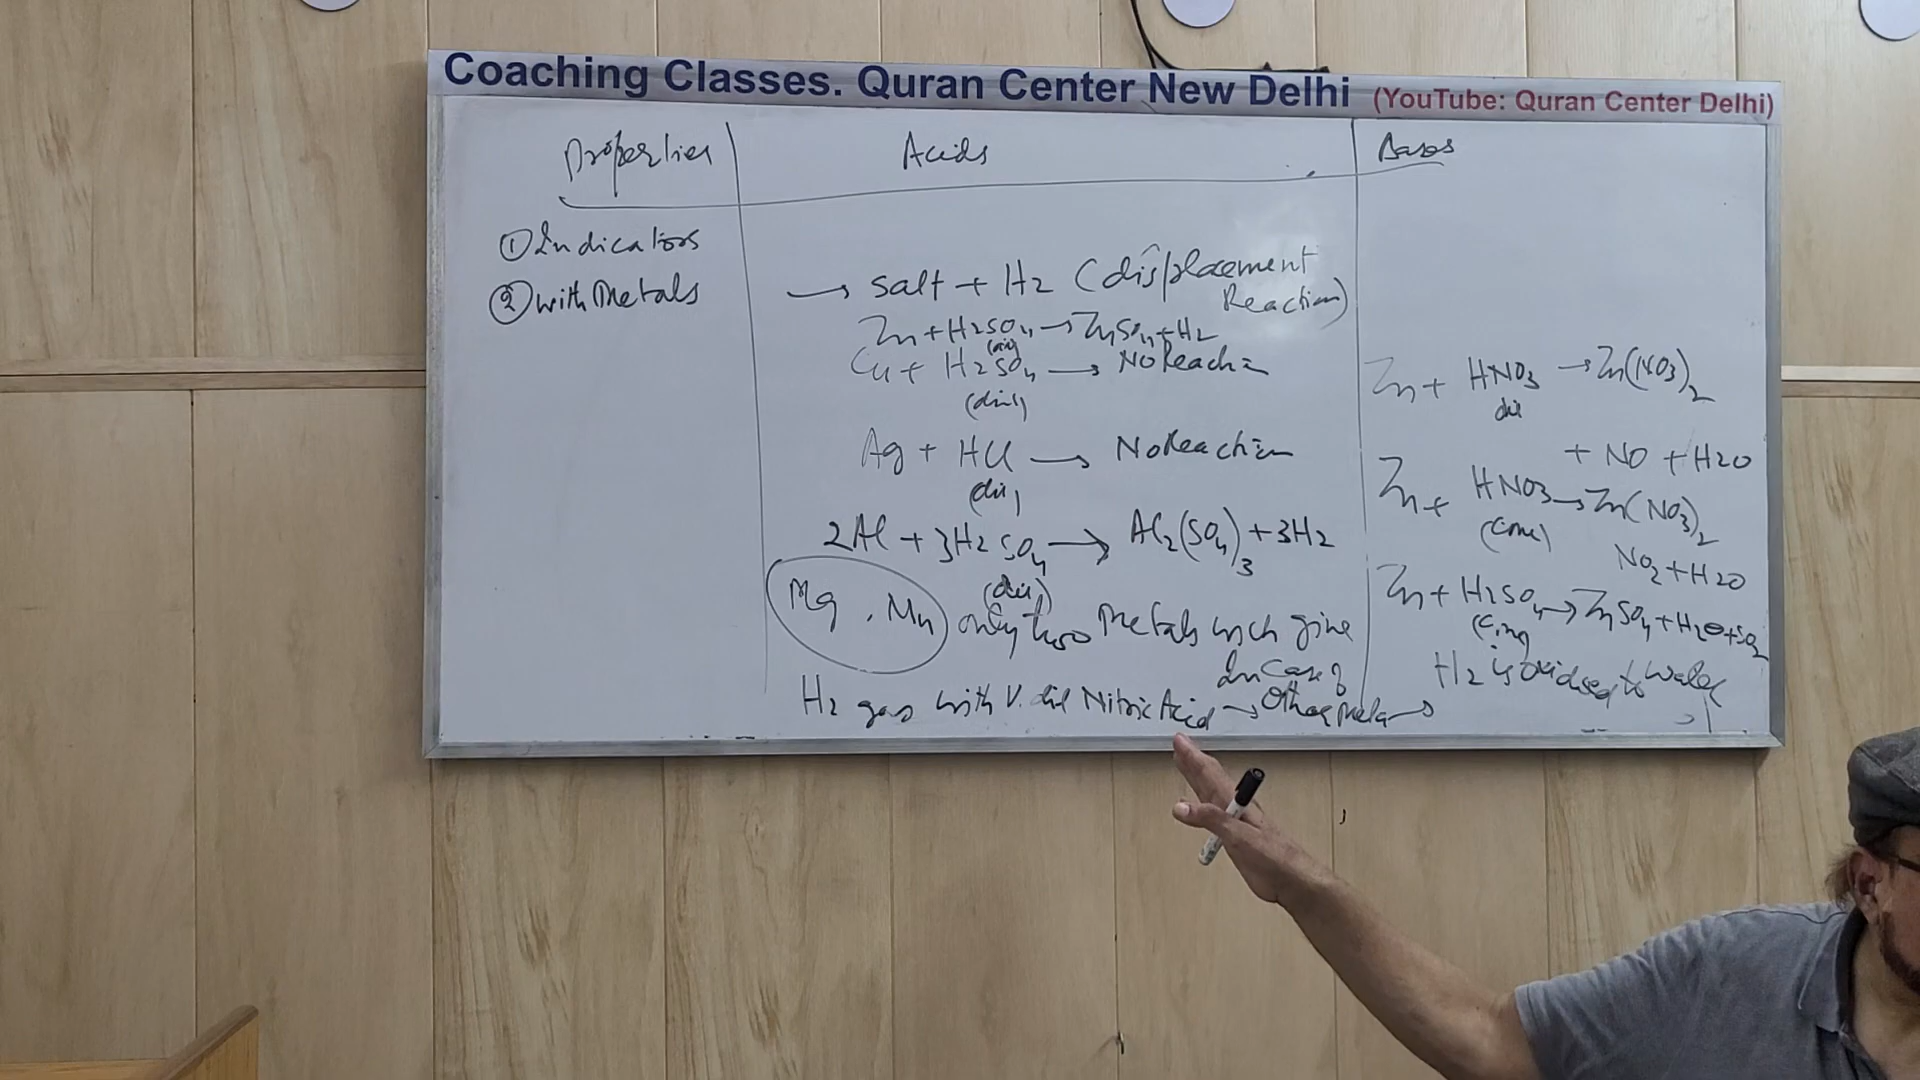 Coaching Classes. Quran Center New Delhi (YouTube: Quran Center Delhi)
Properties
① Indicators
② with Metals
Acids
→ salt + H2 (displacement
Reaction)
Zn + H2SO4 → ZnSO4 + H2
(dil)
Cu + H2SO4 → No Reaction
(dil)
Ag + HCl → No Reaction
(dil)
2Al + 3H2SO4 → Al2(SO4)3 + 3H2
(dil)
Mg, Mn only two Metals which give
H2 gas with V. dil Nitric Acid → In Case of
Other Metal →
Bases
Zn + HNO3 → Zn(NO3)2
dil
+ NO + H2O
Zn + HNO3 → Zn(NO3)2
(Conc)
NO2 + H2O
Zn + H2SO4 → ZnSO4 + H2O + SO2
H2 is oxidised to water